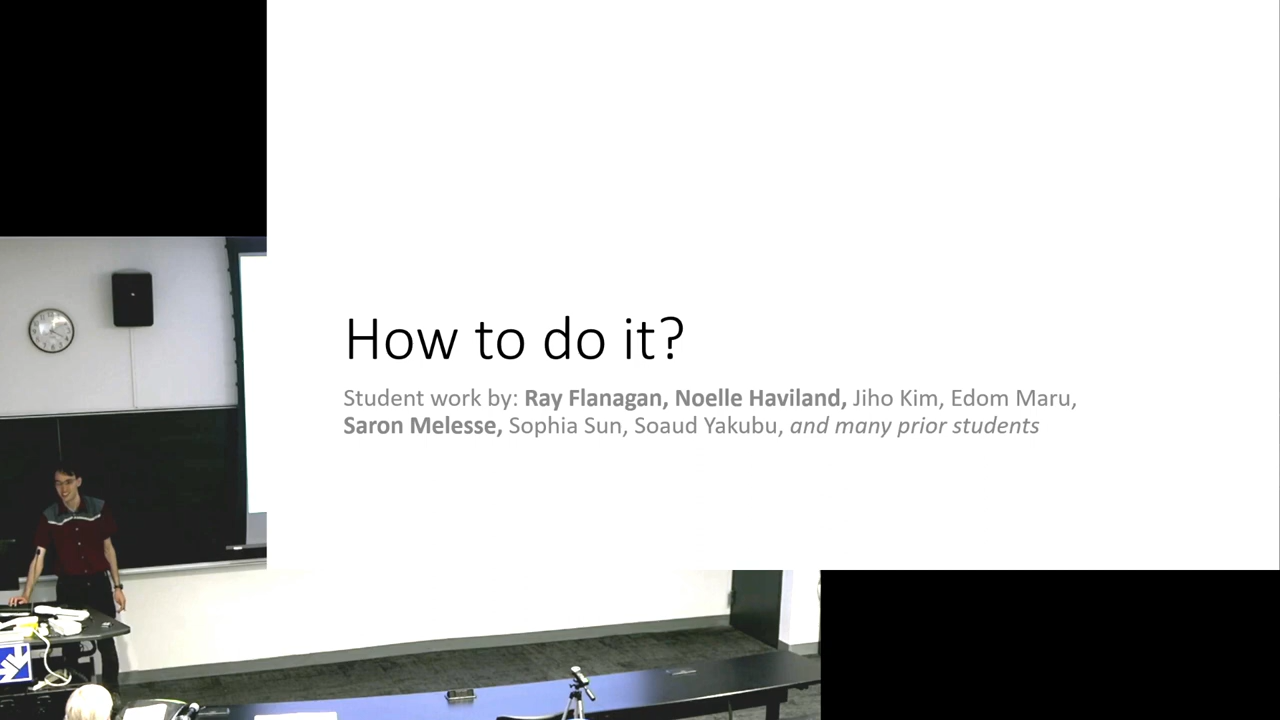 How to do it?
Student work by: Ray Flanagan, Noelle Haviland, Jiho Kim, Edom Maru,
Saron Melesse, Sophia Sun, Soaud Yakubu, and many prior students